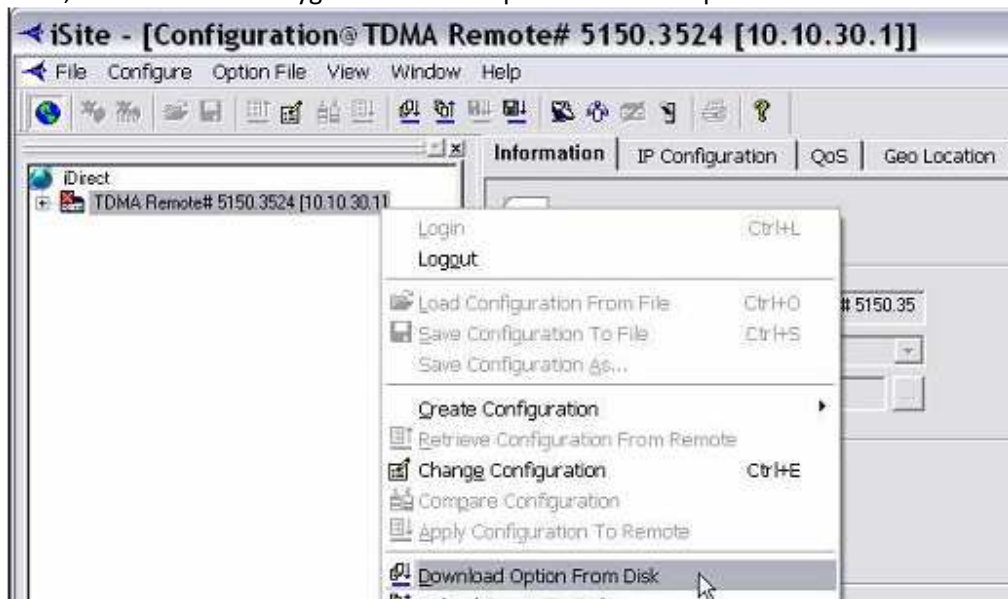 iSite - [Configuration@TDMA Remote# 5150.3524 [10.10.30.1]]
File Configure Option File View Window Help
Information IP Configuration QoS Geo Location
iDirect
TDMA Remote# 5150.3524 [10.10.30.1]
Login Ctrl+L
Logout
Load Configuration From File Ctrl+O
# 5150.35
Save Configuration To File Ctrl+S
Save Configuration As...
Create Configuration
Retrieve Configuration From Remote
Change Configuration Ctrl+E
Compare Configuration
Apply Configuration To Remote
Download Option From Disk